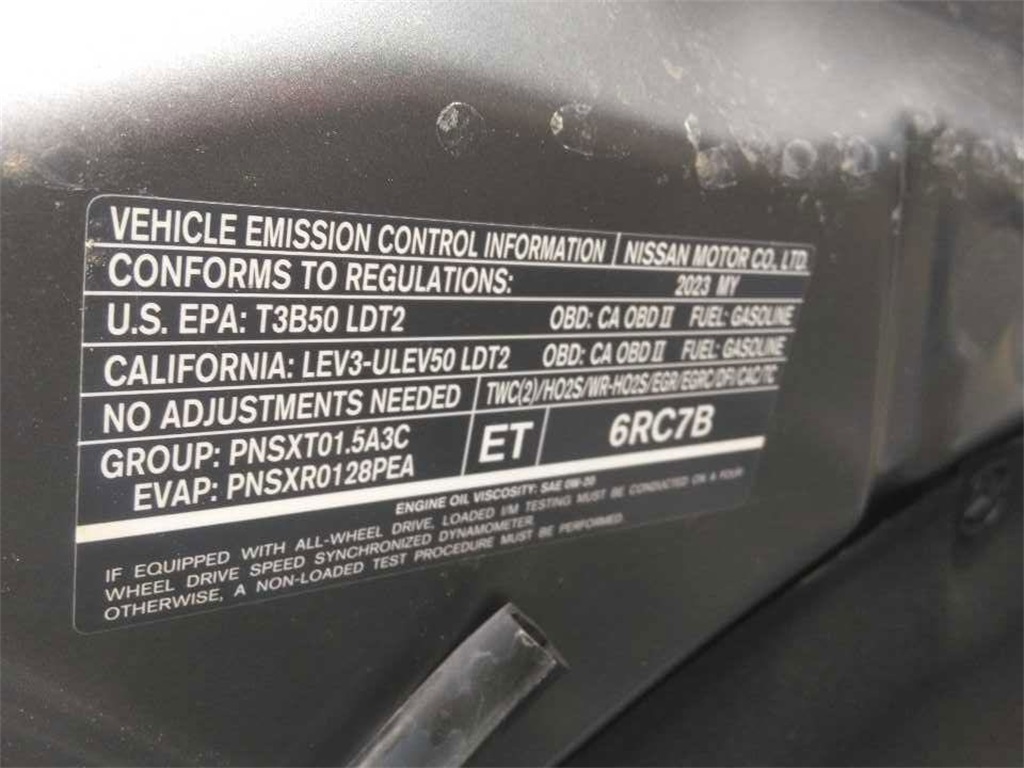 VEHICLE EMISSION CONTROL INFORMATION NISSAN MOTOR CO., LTD.
CONFORMS TO REGULATIONS: 2023 MY
U.S. EPA: T3B50 LDT2 OBD: CA OBD II FUEL: GASOLINE
CALIFORNIA: LEV3-ULEV50 LDT2 OBD: CA OBD II FUEL: GASOLINE
NO ADJUSTMENTS NEEDED TWC(2)/HO2S/WR-HO2S/EGR/EGRC/DFI/CAC/TC
GROUP: PNSXT01.5A3C ET 6RC7B
EVAP: PNSXR0128PEA
ENGINE OIL VISCOSITY: SAE 0W-20
IF EQUIPPED WITH ALL-WHEEL DRIVE, LOADED I/M TESTING MUST BE CONDUCTED ON A FOUR
WHEEL DRIVE SPEED SYNCHRONIZED DYNAMOMETER.
OTHERWISE, A NON-LOADED TEST PROCEDURE MUST BE PERFORMED.